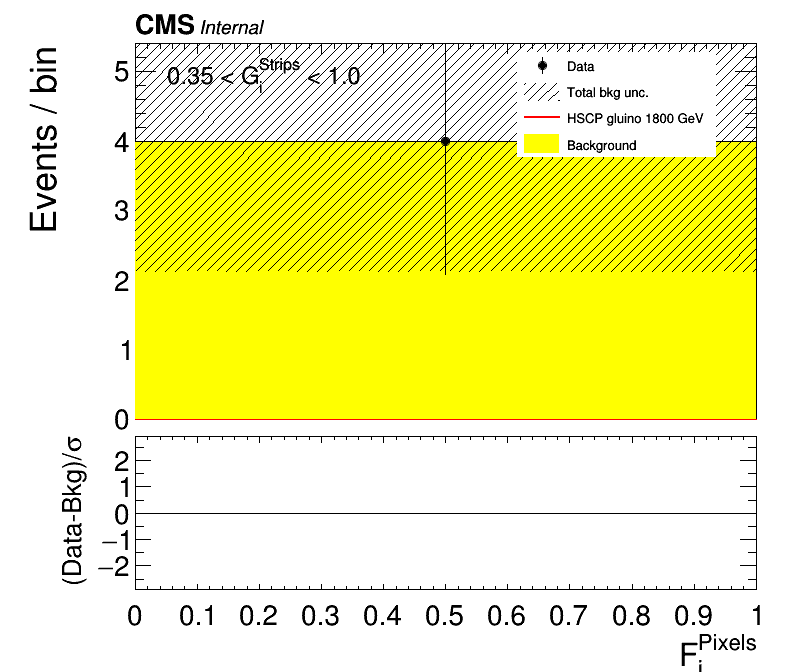 CMS Internal
Events / bin
0.35 < G_i^Strips < 1.0
Data
Total bkg unc.
HSCP gluino 1800 GeV
Background
5
4
3
2
1
0
(Data-Bkg)/σ
2
1
0
−1
−2
0 0.1 0.2 0.3 0.4 0.5 0.6 0.7 0.8 0.9 1
F_i^Pixels